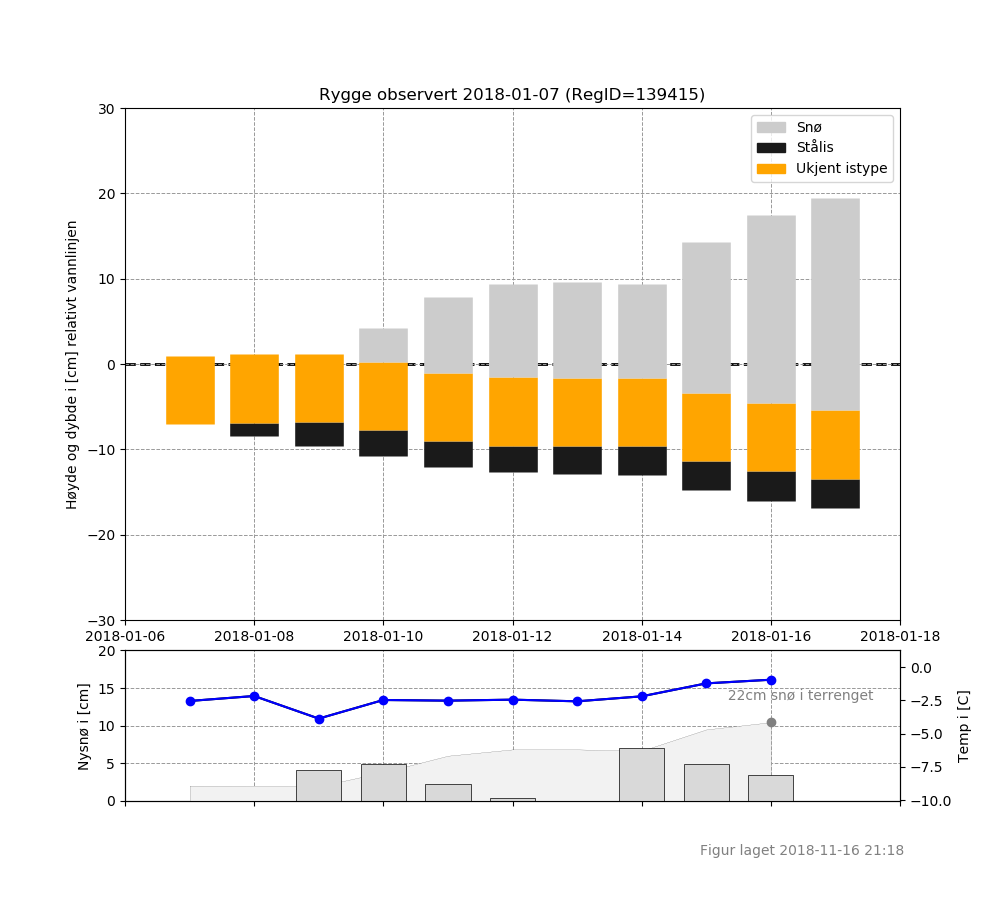 Rygge observert 2018-01-07 (RegID=139415)
Høyde og dybde i [cm] relativt vannlinjen
30
20
10
0
−10
−20
−30
Snø
Stålis
Ukjent istype
2018-01-06 2018-01-08 2018-01-10 2018-01-12 2018-01-14 2018-01-16 2018-01-18
Nysnø i [cm]
20
15
10
5
0
22cm snø i terrenget
0.0
−2.5
−5.0
−7.5
−10.0
Temp i [C]
Figur laget 2018-11-16 21:18